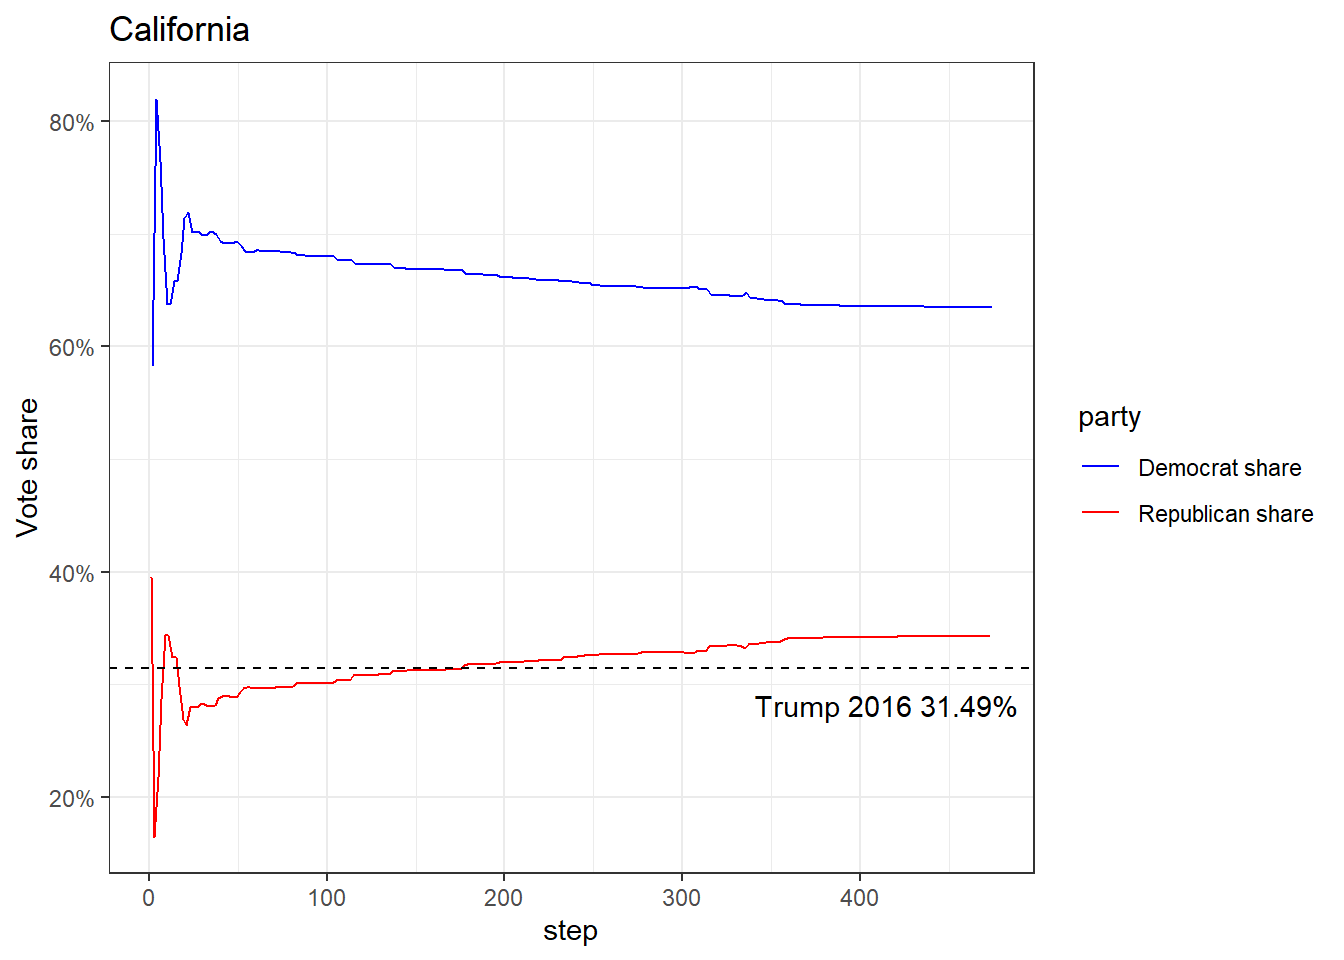 California
80%
60%
40%
20%
Vote share
Trump 2016 31.49%
0 100 200 300 400
step
party
Democrat share
Republican share